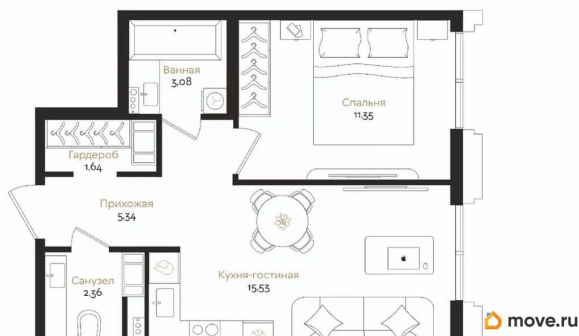 Ванная
3,08
Спальня
11.35
Гардероб
1.64
Прихожая
5.34
Кухня-гостиная
15.53
Санузел
2.36
move.ru